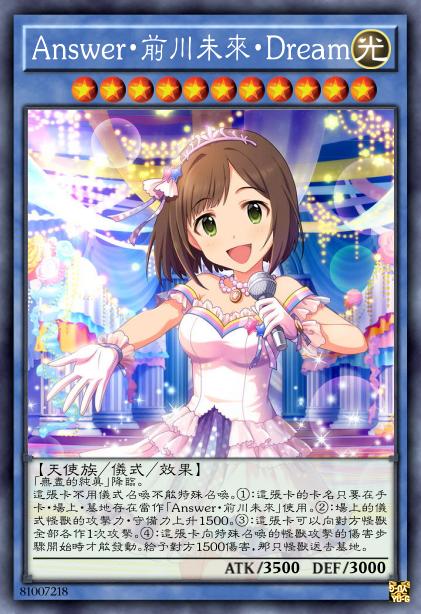 Answer・前川未來・Dream
光
【天使族／儀式／效果】
「無盡的純真」降臨。
這張卡不用儀式召喚不能特殊召喚。①：這張卡的卡名只要在手
卡・場上・墓地存在當作「Answer・前川未來」使用。②：場上的儀
式怪獸的攻擊力・守備力上升1500。③：這張卡可以向對方怪獸
全部各作1次攻擊。④：這張卡向特殊召喚的怪獸攻擊的傷害步
驟開始時才能發動。給予對方1500傷害，那只怪獸送去墓地。
ATK/3500 DEF/3000
81007218